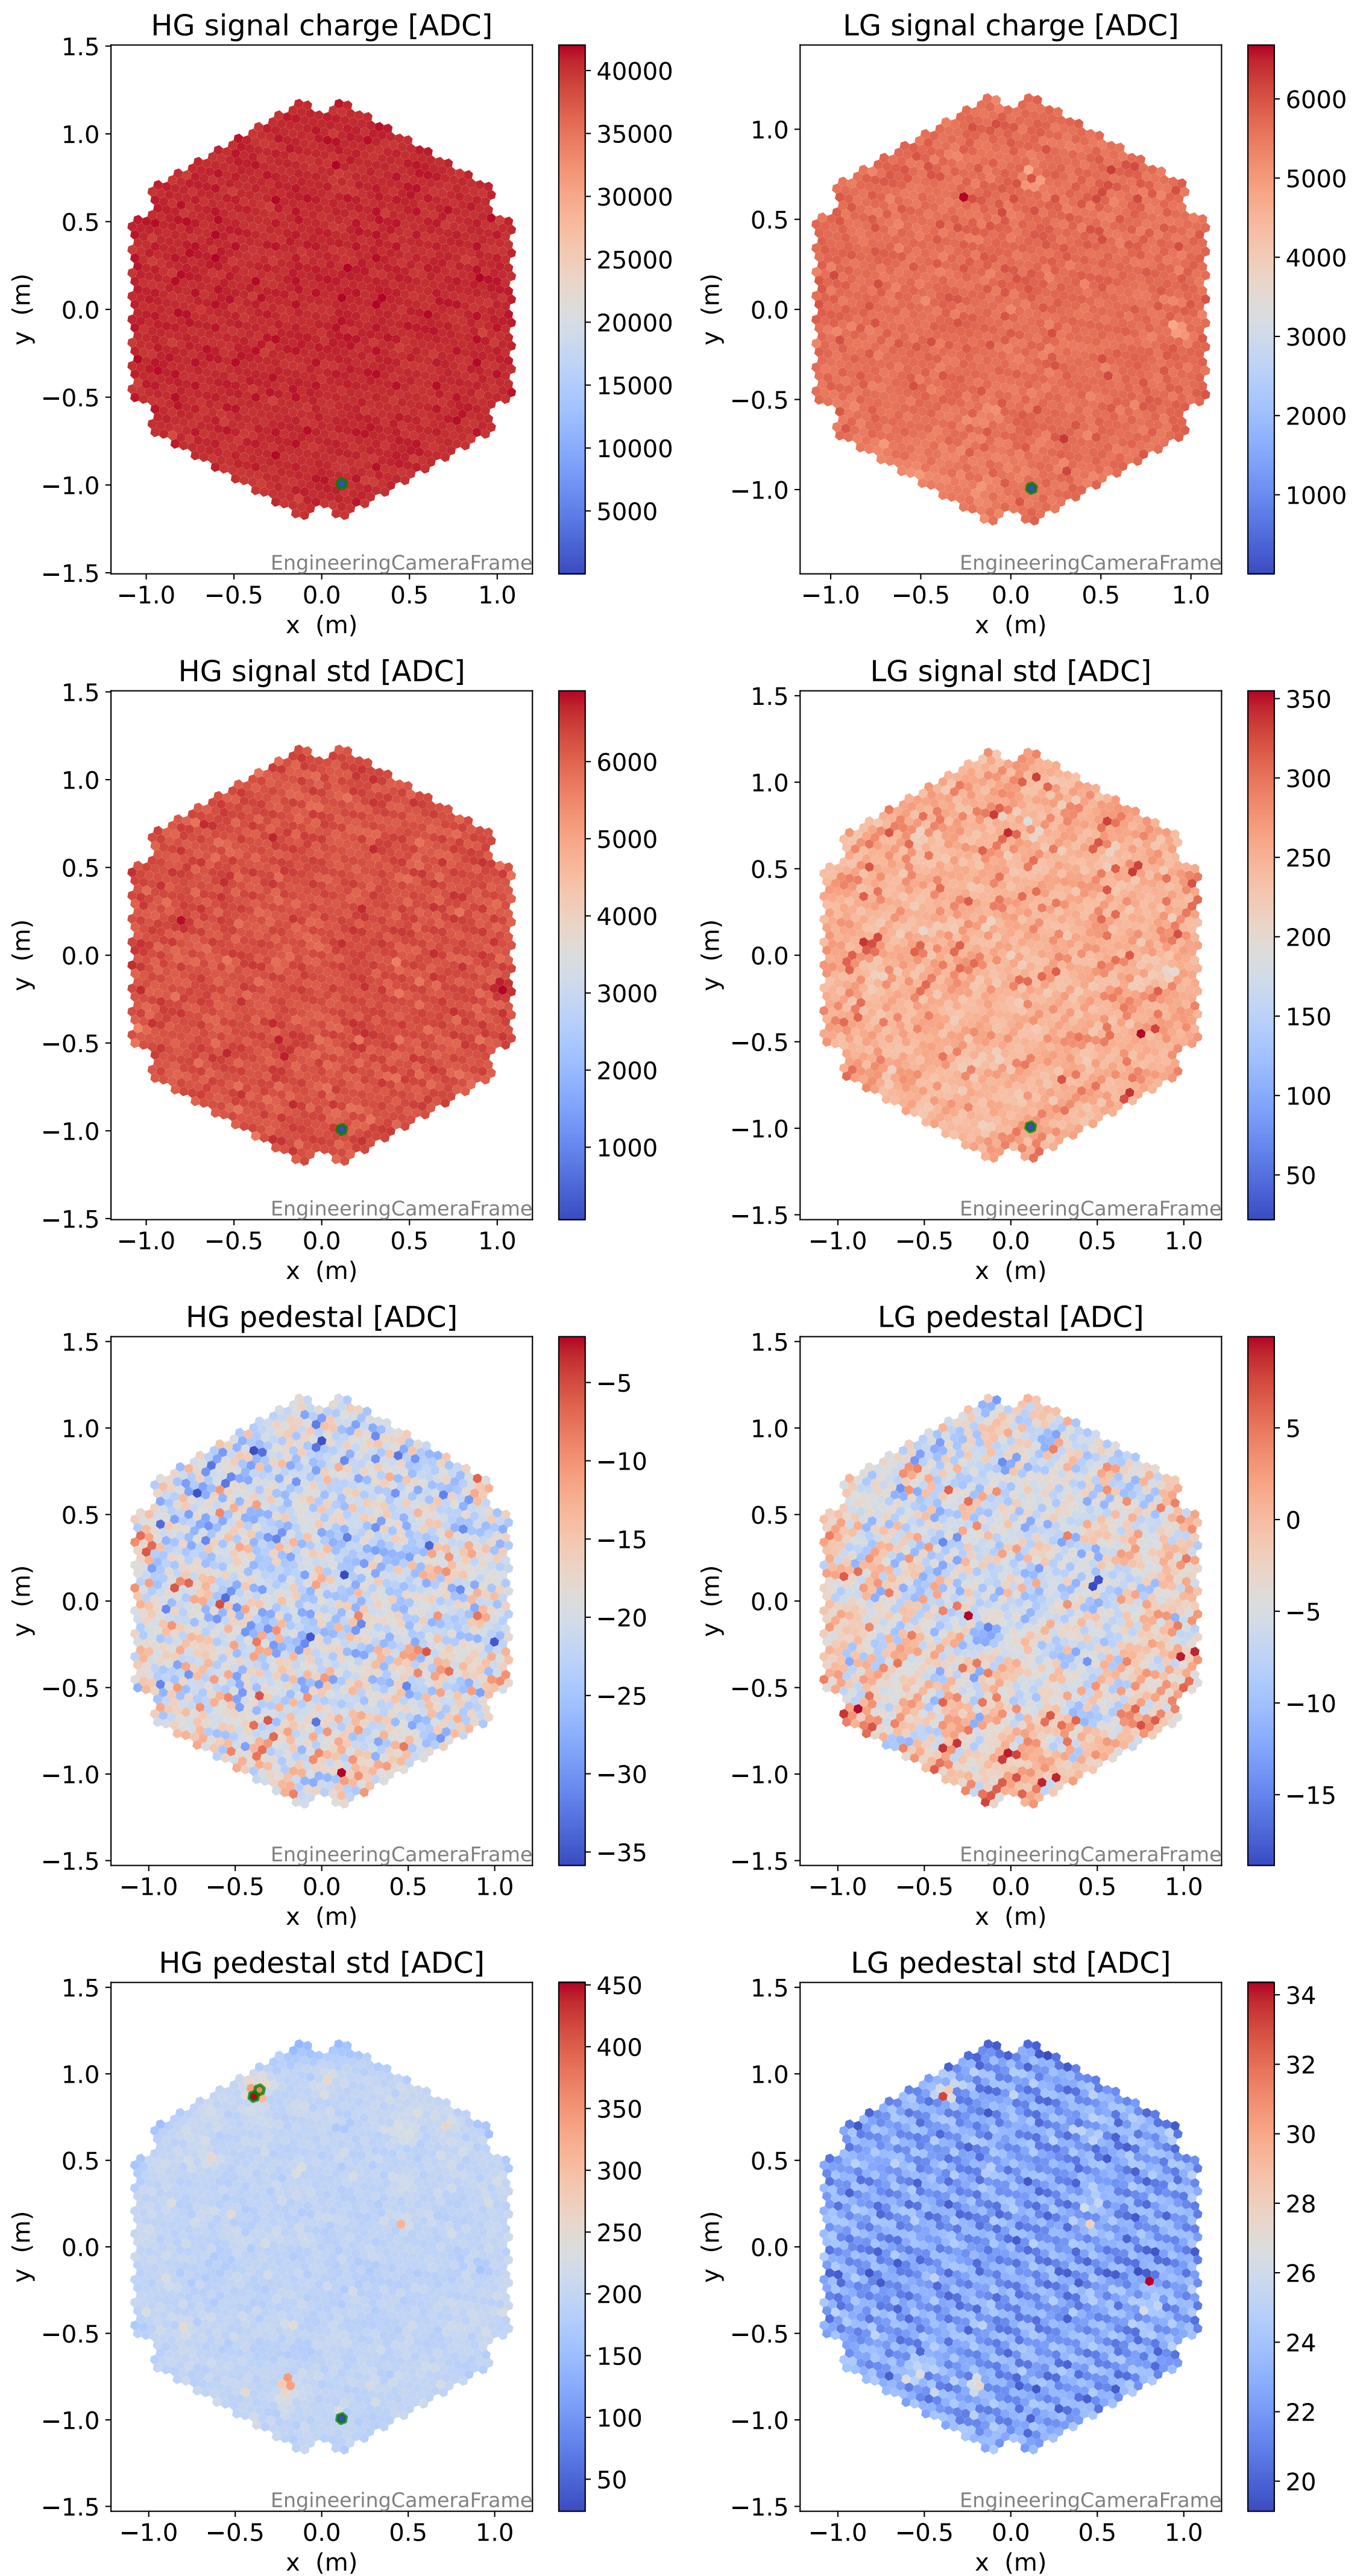 HG signal charge [ADC]
1.5
1.0
0.5
0.0
−0.5
−1.0
−1.5
y (m)
−1.0 −0.5 0.0 0.5 1.0
x (m)
EngineeringCameraFrame
40000
35000
30000
25000
20000
15000
10000
5000
LG signal charge [ADC]
1.5
1.0
0.5
0.0
−0.5
−1.0
y (m)
−1.0 −0.5 0.0 0.5 1.0
x (m)
EngineeringCameraFrame
6000
5000
4000
3000
2000
1000
HG signal std [ADC]
1.5
1.0
0.5
0.0
−0.5
−1.0
−1.5
y (m)
−1.0 −0.5 0.0 0.5 1.0
x (m)
EngineeringCameraFrame
6000
5000
4000
3000
2000
1000
LG signal std [ADC]
1.5
1.0
0.5
0.0
−0.5
−1.0
−1.5
y (m)
−1.0 −0.5 0.0 0.5 1.0
x (m)
EngineeringCameraFrame
350
300
250
200
150
100
50
HG pedestal [ADC]
1.5
1.0
0.5
0.0
−0.5
−1.0
−1.5
y (m)
−1.0 −0.5 0.0 0.5 1.0
x (m)
EngineeringCameraFrame
−5
−10
−15
−20
−25
−30
−35
LG pedestal [ADC]
1.5
1.0
0.5
0.0
−0.5
−1.0
−1.5
y (m)
−1.0 −0.5 0.0 0.5 1.0
x (m)
EngineeringCameraFrame
5
0
−5
−10
−15
HG pedestal std [ADC]
1.5
1.0
0.5
0.0
−0.5
−1.0
−1.5
y (m)
−1.0 −0.5 0.0 0.5 1.0
x (m)
EngineeringCameraFrame
450
400
350
300
250
200
150
100
50
LG pedestal std [ADC]
1.5
1.0
0.5
0.0
−0.5
−1.0
−1.5
y (m)
−1.0 −0.5 0.0 0.5 1.0
x (m)
EngineeringCameraFrame
34
32
30
28
26
24
22
20